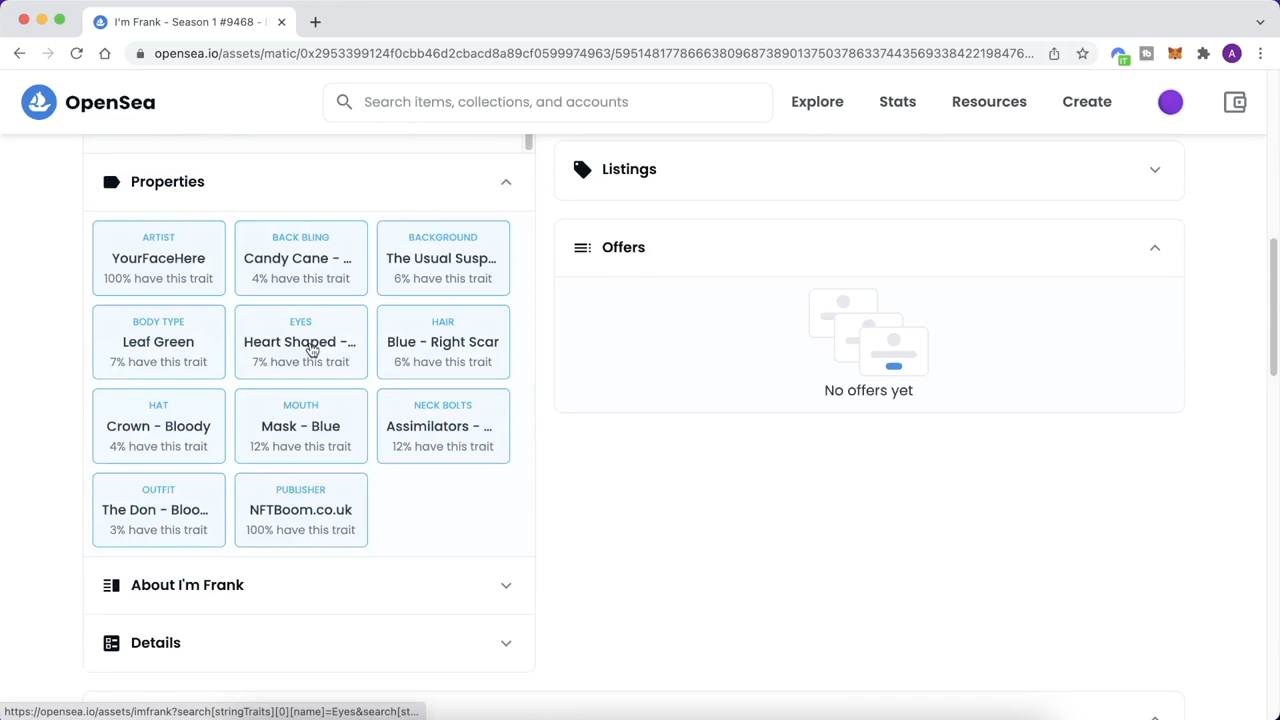 I'm Frank - Season 1 #9468 - I
opensea.io/assets/matic/0x2953399124f0cbb46d2cbacd8a89cf0599974963/59514817786663809687390137503786337443569338422198476...
IT
tb
A
OpenSea
Search items, collections, and accounts
Explore
Stats
Resources
Create
Properties
Listings
ARTIST
YourFaceHere
100% have this trait
BACK BLING
Candy Cane - ...
4% have this trait
BACKGROUND
The Usual Susp...
6% have this trait
Offers
No offers yet
BODY TYPE
Leaf Green
7% have this trait
EYES
Heart Shaped -...
7% have this trait
HAIR
Blue - Right Scar
6% have this trait
HAT
Crown - Bloody
4% have this trait
MOUTH
Mask - Blue
12% have this trait
NECK BOLTS
Assimilators - ...
12% have this trait
OUTFIT
The Don - Bloo...
3% have this trait
PUBLISHER
NFTBoom.co.uk
100% have this trait
About I'm Frank
Details
https://opensea.io/assets/imfrank?search[stringTraits][0][name]=Eyes&search[st...